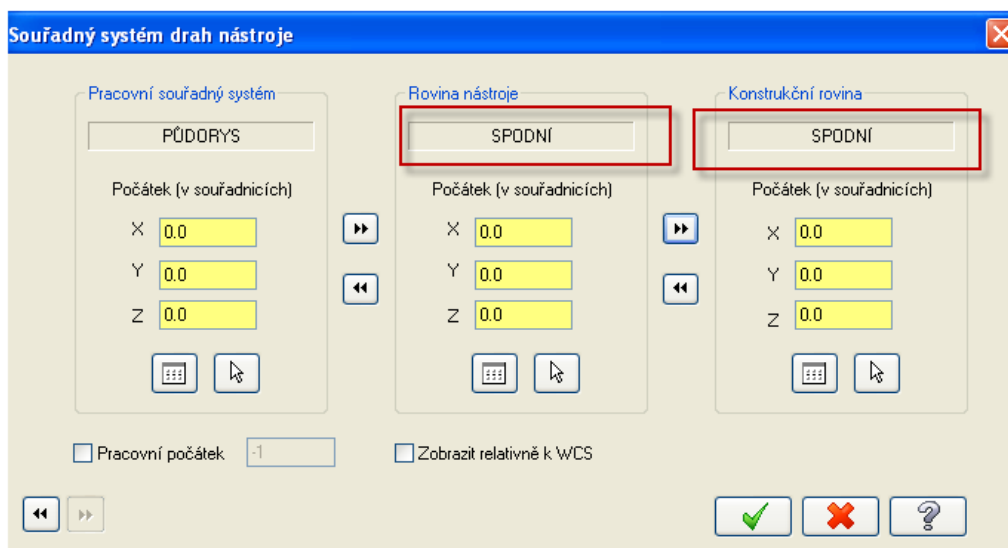 Souřadný systém drah nástroje
Pracovní souřadný systém
PŮDORYS
Počátek (v souřadnicích)
X 0.0
Y 0.0
Z 0.0
Rovina nástroje
SPODNÍ
Počátek (v souřadnicích)
X 0.0
Y 0.0
Z 0.0
Konstrukční rovina
SPODNÍ
Počátek (v souřadnicích)
X 0.0
Y 0.0
Z 0.0
Pracovní počátek -1
Zobrazit relativně k WCS